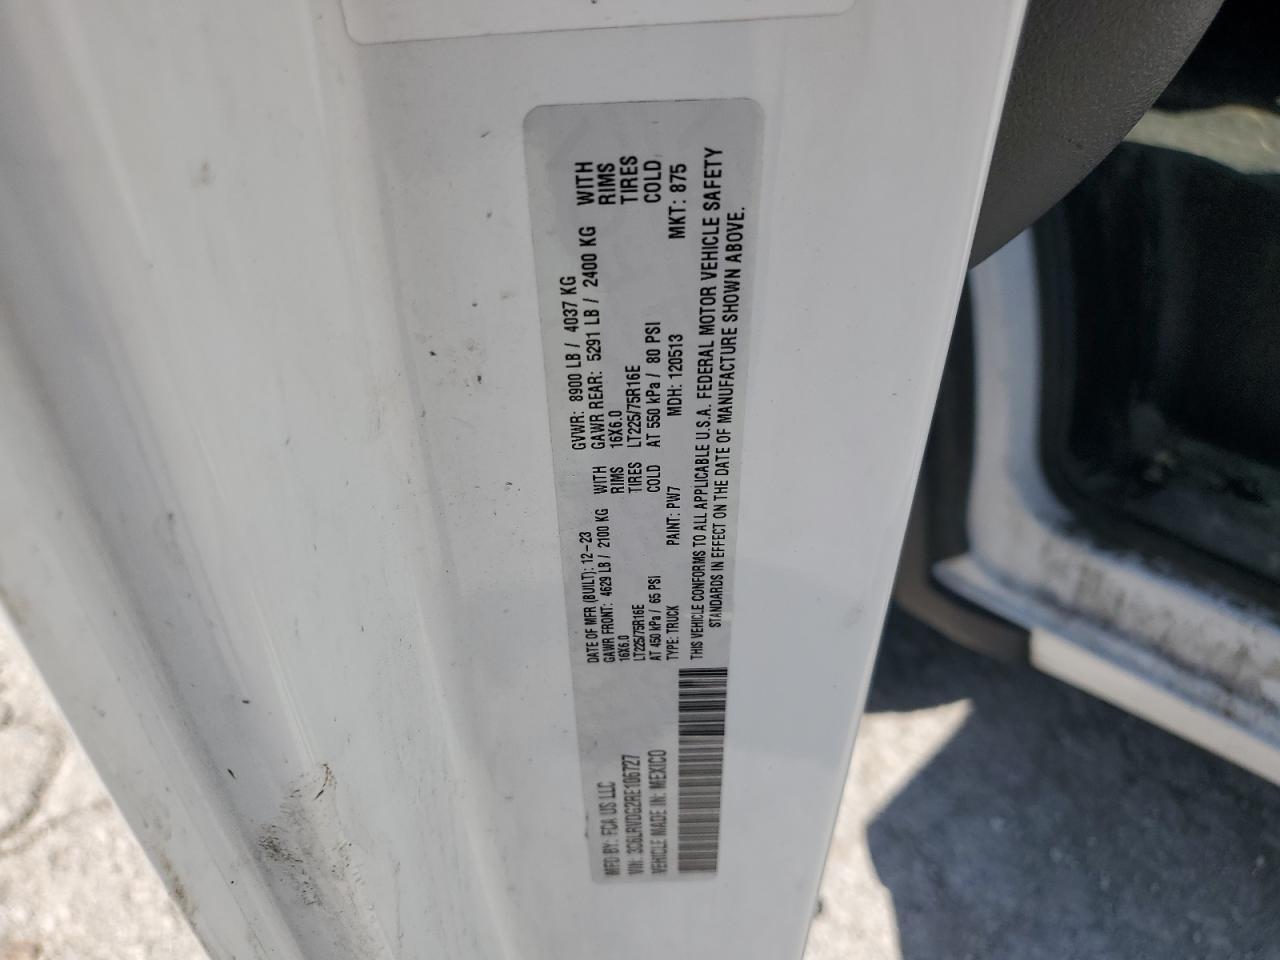 MFD BY: FCA US LLC DATE OF MFR (BUILT): 12-23 GVWR: 8900 LB / 4037 KG
GAWR FRONT: 4629 LB / 2100 KG WITH GAWR REAR: 5291 LB / 2400 KG WITH
VIN: 3C6LRVDG2RE106727 16X6.0 RIMS 16X6.0 RIMS
LT225/75R16E TIRES LT225/75R16E TIRES
VEHICLE MADE IN: MEXICO AT 450 kPa / 65 PSI COLD AT 550 kPa / 80 PSI COLD
TYPE: TRUCK PAINT: PW7 MDH: 120513 MKT: 875
THIS VEHICLE CONFORMS TO ALL APPLICABLE U.S.A. FEDERAL MOTOR VEHICLE SAFETY
STANDARDS IN EFFECT ON THE DATE OF MANUFACTURE SHOWN ABOVE.